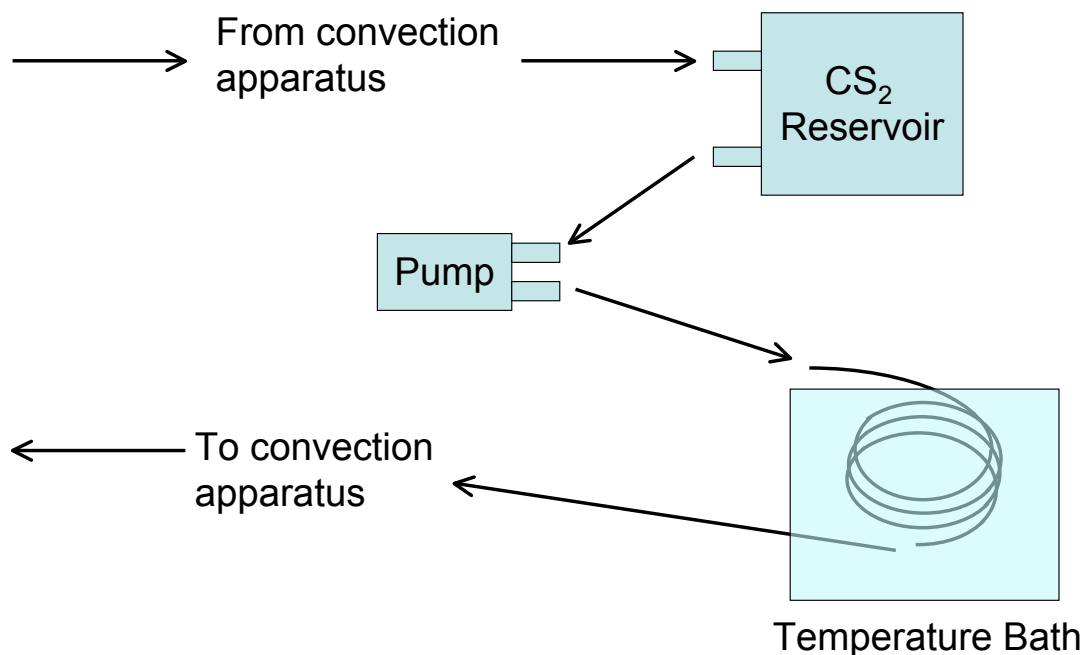 From convection
apparatus
CS₂
Reservoir
Pump
To convection
apparatus
Temperature Bath